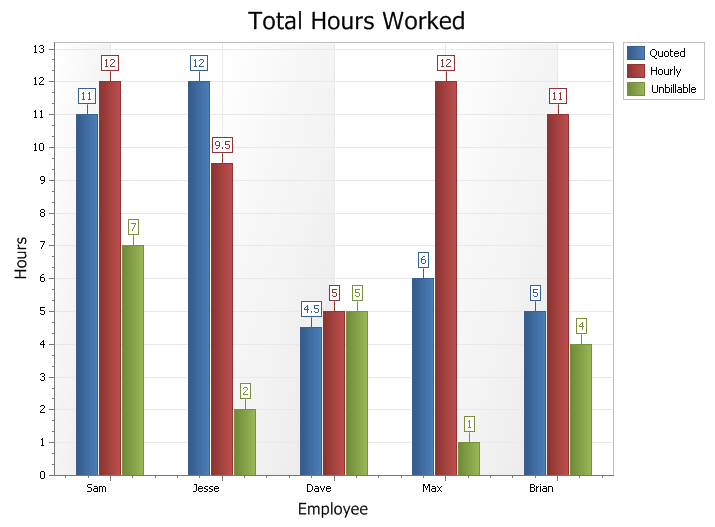 Total Hours Worked
Quoted
Hourly
Unbillable
Hours
13
12
11
10
9
8
7
6
5
4
3
2
1
0
11
12
7
12
9.5
2
4.5
5
5
6
12
1
5
11
4
Sam
Jesse
Dave
Max
Brian
Employee